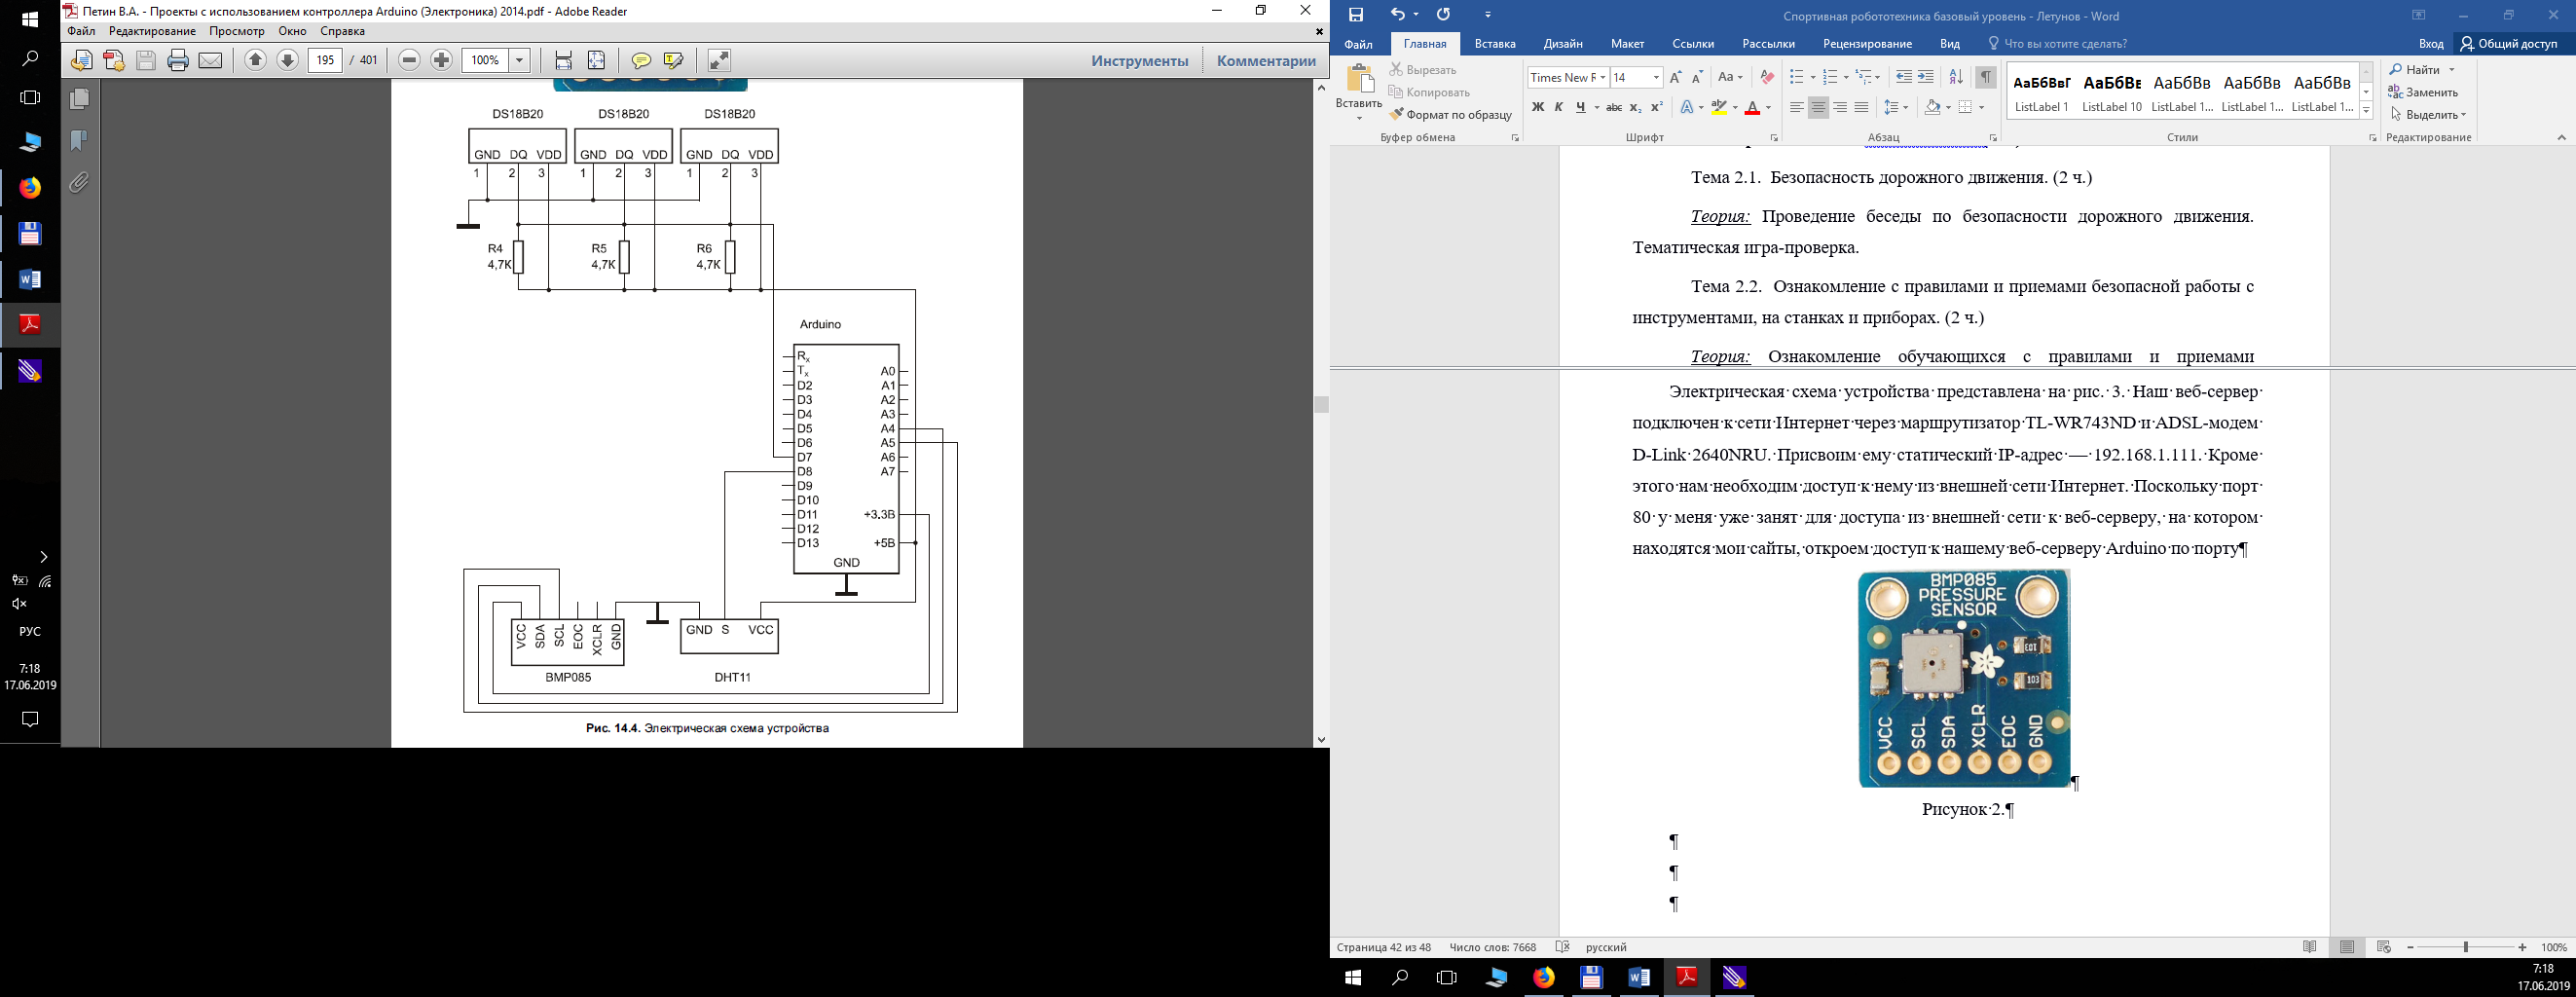 Петин В.А. - Проекты с использованием контроллера Arduino (Электроника) 2014.pdf - Adobe Reader
Файл Редактирование Просмотр Окно Справка
195 / 401 100% Инструменты Комментарии
DS18B20 DS18B20 DS18B20
GND DQ VDD GND DQ VDD GND DQ VDD
1 2 3 1 2 3 1 2 3
R4 R5 R6
4,7K 4,7K 4,7K
Arduino
Rx
Tx A0
D2 A1
D3 A2
D4 A3
D5 A4
D6 A5
D7 A6
D8 A7
D9
D10
D11 +3.3В
D12
D13 +5В
GND
VCC SDA SCL EOC XCLR GND
GND S VCC
BMP085 DHT11
Рис. 14.4. Электрическая схема устройства
РУС
7:18
17.06.2019
Спортивная робототехника базовый уровень - Летунов - Word
Файл Главная Вставка Дизайн Макет Ссылки Рассылки Рецензирование Вид Что вы хотите сделать? Вход Общий доступ
Вставить
Вырезать
Копировать
Формат по образцу
Буфер обмена
Times New R 14
Ж К Ч abc x₂ x²
Шрифт
Абзац
АаБбВвГ АаБбВв АаБбВв АаБбВв АаБбВв
ListLabel 1 ListLabel 10 ListLabel 1... ListLabel 1... ListLabel 1...
Стили
Найти
Заменить
Выделить
Редактирование
Тема 2.1. Безопасность дорожного движения. (2 ч.)
Теория: Проведение беседы по безопасности дорожного движения.
Тематическая игра-проверка.
Тема 2.2. Ознакомление с правилами и приемами безопасной работы с
инструментами, на станках и приборах. (2 ч.)
Теория: Ознакомление обучающихся с правилами и приемами
Электрическая схема устройства представлена на рис. 3. Наш веб-сервер
подключен к сети Интернет через маршрутизатор TL-WR743ND и ADSL-модем
D-Link 2640NRU. Присвоим ему статический IP-адрес — 192.168.1.111. Кроме
этого нам необходим доступ к нему из внешней сети Интернет. Поскольку порт
80 у меня уже занят для доступа из внешней сети к веб-серверу, на котором
находятся мои сайты, откроем доступ к нашему веб-серверу Arduino по порту¶
BMP085
PRESSURE
SENSOR
103
103
VCC SCL SDA XCLR EOC GND
¶
Рисунок 2.¶
¶
¶
¶
Страница 42 из 48 Число слов: 7668 русский 100%
7:18
17.06.2019